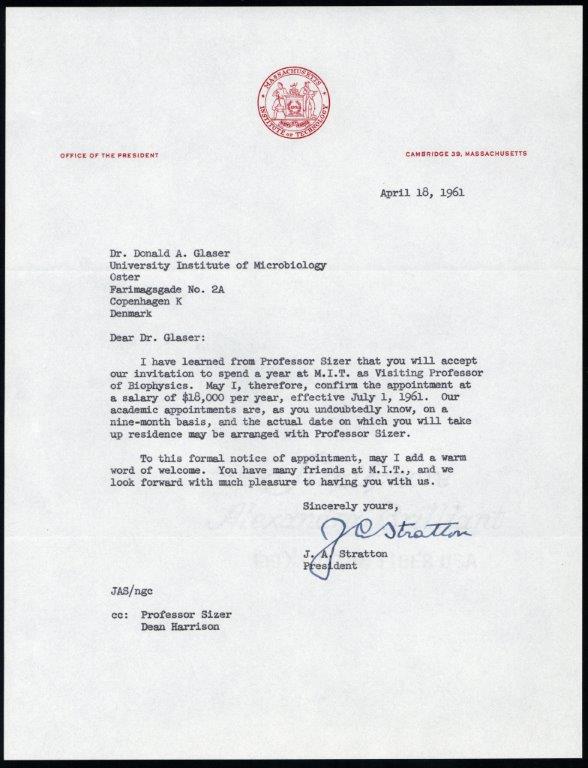 MASSACHUSETTS
INSTITUTE OF TECHNOLOGY
OFFICE OF THE PRESIDENT
CAMBRIDGE 39, MASSACHUSETTS
April 18, 1961
Dr. Donald A. Glaser
University Institute of Microbiology
Oster
Farimagsgade No. 2A
Copenhagen K
Denmark
Dear Dr. Glaser:
I have learned from Professor Sizer that you will accept
our invitation to spend a year at M.I.T. as Visiting Professor
of Biophysics. May I, therefore, confirm the appointment at
a salary of $18,000 per year, effective July 1, 1961. Our
academic appointments are, as you undoubtedly know, on a
nine-month basis, and the actual date on which you will take
up residence may be arranged with Professor Sizer.
To this formal notice of appointment, may I add a warm
word of welcome. You have many friends at M.I.T., and we
look forward with much pleasure to having you with us.
Sincerely yours,
J A Stratton
J. A. Stratton
President
JAS/ngc
cc: Professor Sizer
Dean Harrison